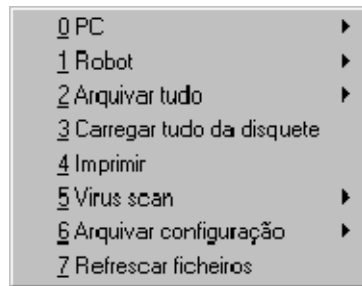 0 PC
1 Robot
2 Arquivar tudo
3 Carregar tudo da disquete
4 Imprimir
5 Virus scan
6 Arquivar configuração
7 Refrescar ficheiros